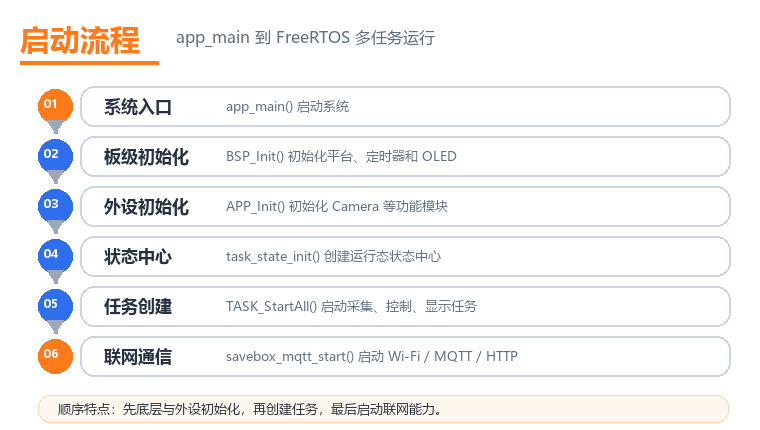 启动流程 app_main 到 FreeRTOS 多任务运行
01 系统入口 app_main() 启动系统
02 板级初始化 BSP_Init() 初始化平台、定时器和 OLED
03 外设初始化 APP_Init() 初始化 Camera 等功能模块
04 状态中心 task_state_init() 创建运行态状态中心
05 任务创建 TASK_StartAll() 启动采集、控制、显示任务
06 联网通信 savebox_mqtt_start() 启动 Wi-Fi / MQTT / HTTP
顺序特点：先底层与外设初始化，再创建任务，最后启动联网能力。